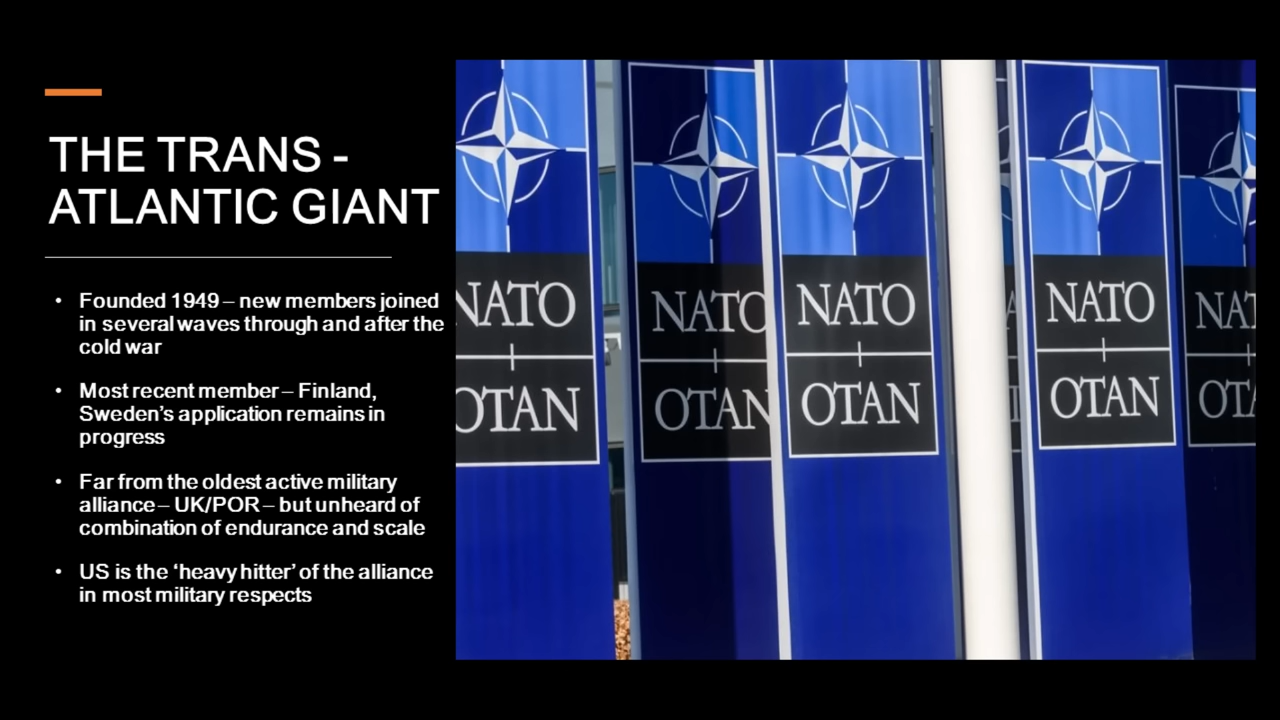 THE TRANS -
ATLANTIC GIANT
• Founded 1949 – new members joined
in several waves through and after the
cold war
• Most recent member – Finland,
Sweden’s application remains in
progress
• Far from the oldest active military
alliance – UK/POR – but unheard of
combination of endurance and scale
• US is the ‘heavy hitter’ of the alliance
in most military respects
NATO
OTAN
NATO
OTAN
NATO
OTAN
NATO
OTAN
NAT
OTA